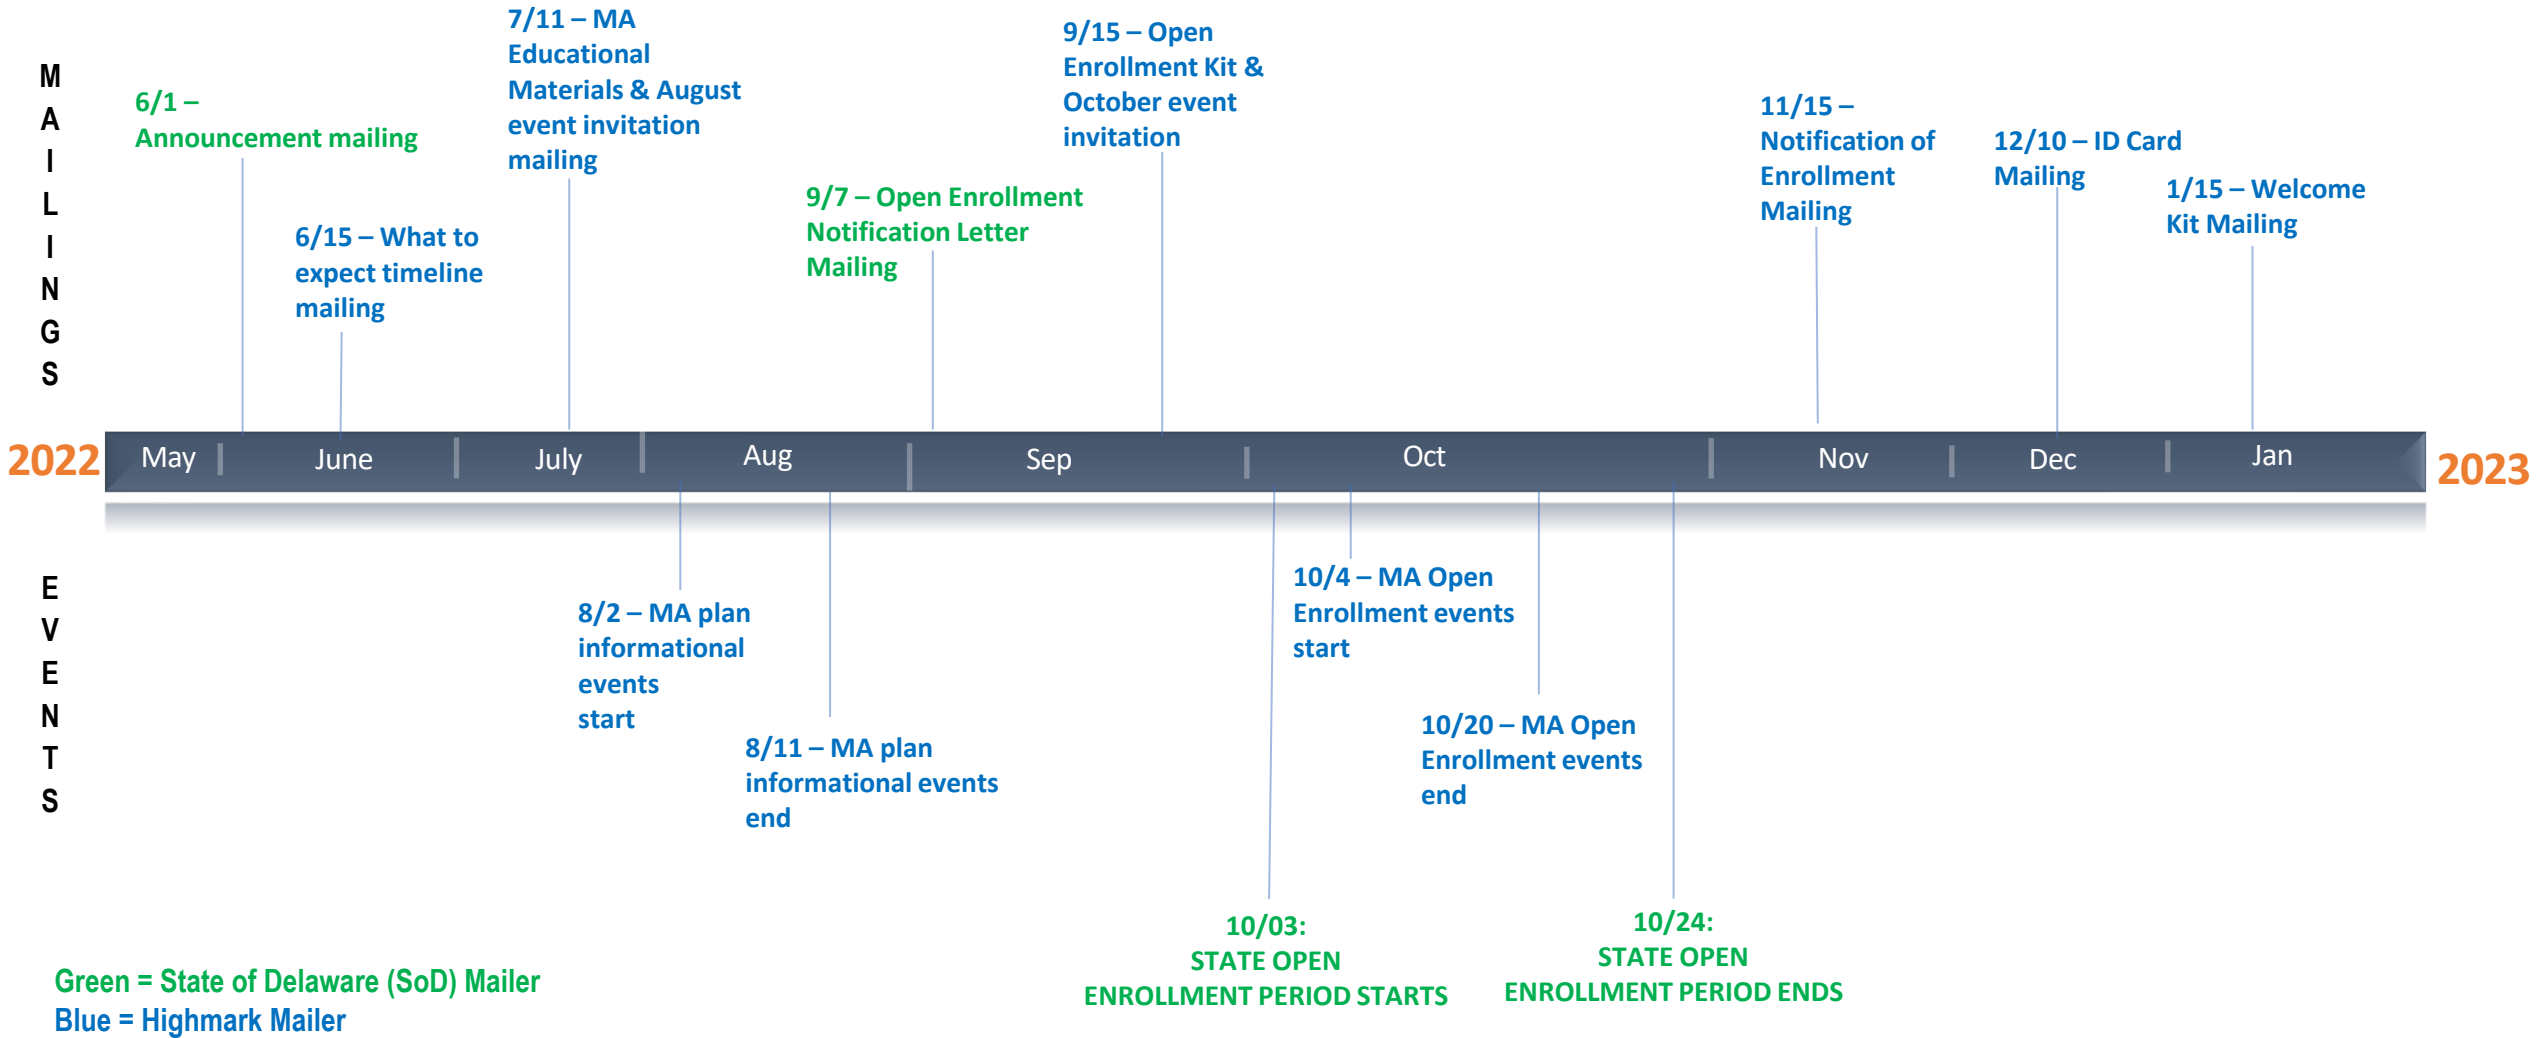 MAILINGS
6/1 –
Announcement mailing
6/15 – What to
expect timeline
mailing
7/11 – MA
Educational
Materials & August
event invitation
mailing
9/7 – Open Enrollment
Notification Letter
Mailing
9/15 – Open
Enrollment Kit &
October event
invitation
11/15 –
Notification of
Enrollment
Mailing
12/10 – ID Card
Mailing
1/15 – Welcome
Kit Mailing
2022
May
June
July
Aug
Sep
Oct
Nov
Dec
Jan
2023
EVENTS
8/2 – MA plan
informational
events
start
8/11 – MA plan
informational events
end
10/03:
STATE OPEN
ENROLLMENT PERIOD STARTS
10/4 – MA Open
Enrollment events
start
10/20 – MA Open
Enrollment events
end
10/24:
STATE OPEN
ENROLLMENT PERIOD ENDS
Green = State of Delaware (SoD) Mailer
Blue = Highmark Mailer